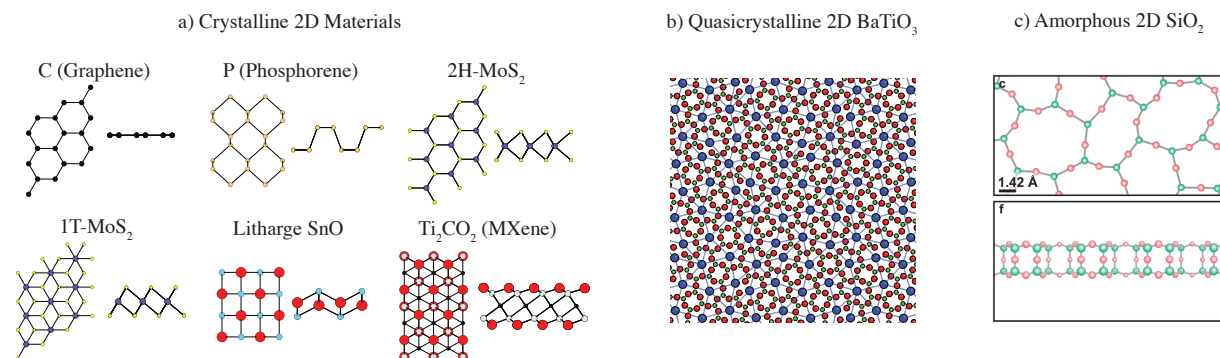 a) Crystalline 2D Materials
b) Quasicrystalline 2D BaTiO₃
c) Amorphous 2D SiO₂
C (Graphene)
P (Phosphorene)
2H-MoS₂
1T-MoS₂
Litharge SnO
Ti₂CO₂ (MXene)
c
1.42 Å
f